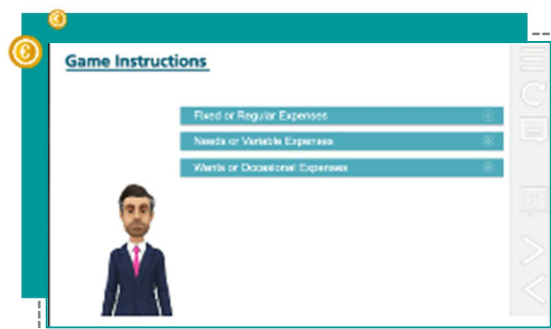 Game Instructions
Fixed or Regular Expenses
Needs or Variable Expenses
Wants or Occasional Expenses